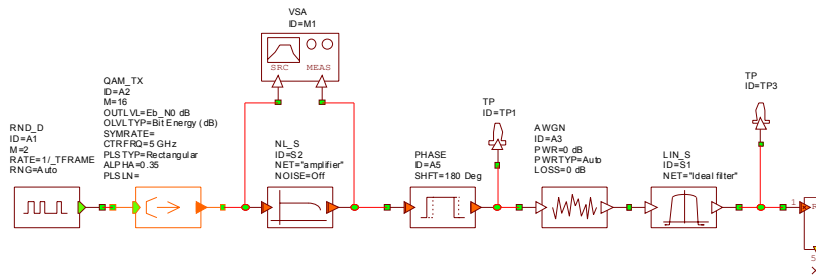 VSA
ID=M1
SRC MEAS
QAM_TX
ID=A2
M=16
OUTLVL=Eb_N0 dB
OLVLTYP=Bit Energy (dB)
SYMRATE=
CTRFRQ=5 GHz
PLSTYP=Rectangular
ALPHA=0.35
PLSLN=
RND_D
ID=A1
M=2
RATE=1/_TFRAME
RNG=Auto
NL_S
ID=S2
NET="amplifier"
NOISE=Off
PHASE
ID=A5
SHFT=180 Deg
TP
ID=TP1
AWGN
ID=A3
PWR=0 dB
PWRTYP=Auto
LOSS=0 dB
LIN_S
ID=S1
NET="Ideal filter"
TP
ID=TP3
1
R
5